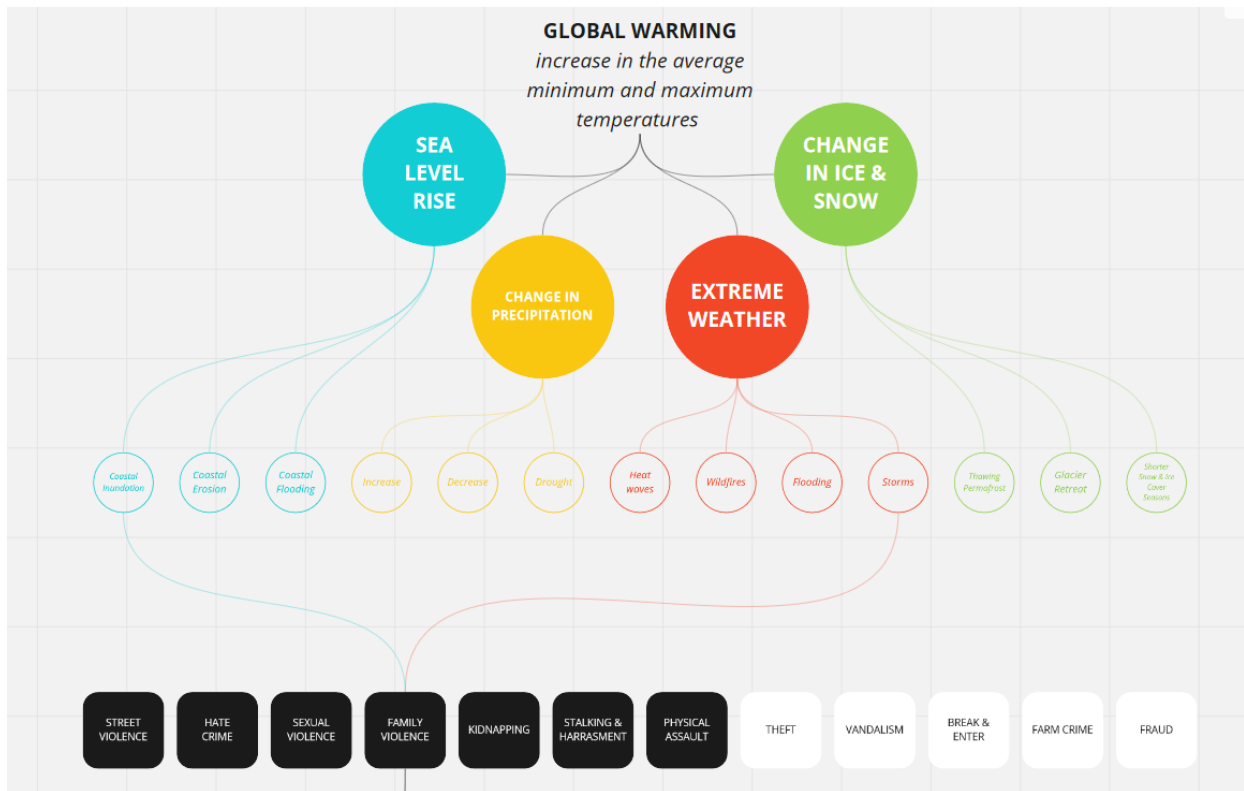 GLOBAL WARMING
increase in the average
minimum and maximum
temperatures
SEA
LEVEL
RISE
CHANGE
IN ICE &
SNOW
CHANGE IN
PRECIPITATION
EXTREME
WEATHER
Coastal
Inundation
Coastal
Erosion
Coastal
Flooding
Increase
Decrease
Drought
Heat
waves
Wildfires
Flooding
Storms
Thawing
Permafrost
Glacier
Retreat
Shorter
Snow & Ice
Cover
Seasons
STREET
VIOLENCE
HATE
CRIME
SEXUAL
VIOLENCE
FAMILY
VIOLENCE
KIDNAPPING
STALKING &
HARRASMENT
PHYSICAL
ASSAULT
THEFT
VANDALISM
BREAK &
ENTER
FARM CRIME
FRAUD